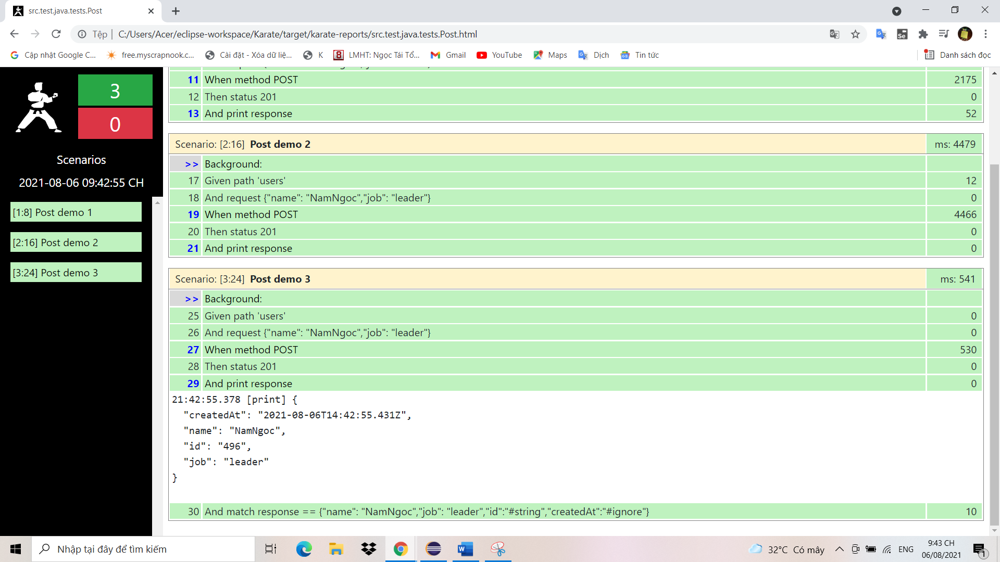 src.test.java.tests.Post
Tệp
C:/Users/Acer/eclipse-workspace/Karate/target/karate-reports/src.test.java.tests.Post.html
Cập nhật Google C...
free.myscrapnook.c...
Cài đặt - Xóa dữ liệ...
K
LMHT: Ngọc Tái Tổ...
Gmail
YouTube
Maps
Dịch
Tin tức
Danh sách đọc
3
0
Scenarios
2021-08-06 09:42:55 CH
[1:8] Post demo 1
[2:16] Post demo 2
[3:24] Post demo 3
11 When method POST 2175
12 Then status 201 0
13 And print response 52
Scenario: [2:16] Post demo 2 ms: 4479
>> Background:
17 Given path 'users' 12
18 And request {"name": "NamNgoc","job": "leader"} 0
19 When method POST 4466
20 Then status 201 0
21 And print response 0
Scenario: [3:24] Post demo 3 ms: 541
>> Background:
25 Given path 'users' 0
26 And request {"name": "NamNgoc","job": "leader"} 0
27 When method POST 530
28 Then status 201 0
29 And print response 0
21:42:55.378 [print] {
"createdAt": "2021-08-06T14:42:55.431Z",
"name": "NamNgoc",
"id": "496",
"job": "leader"
}
30 And match response == {"name": "NamNgoc","job": "leader","id":"#string","createdAt":"#ignore"} 10
Nhập tại đây để tìm kiếm
32°C Có mây
ENG
9:43 CH
06/08/2021
1